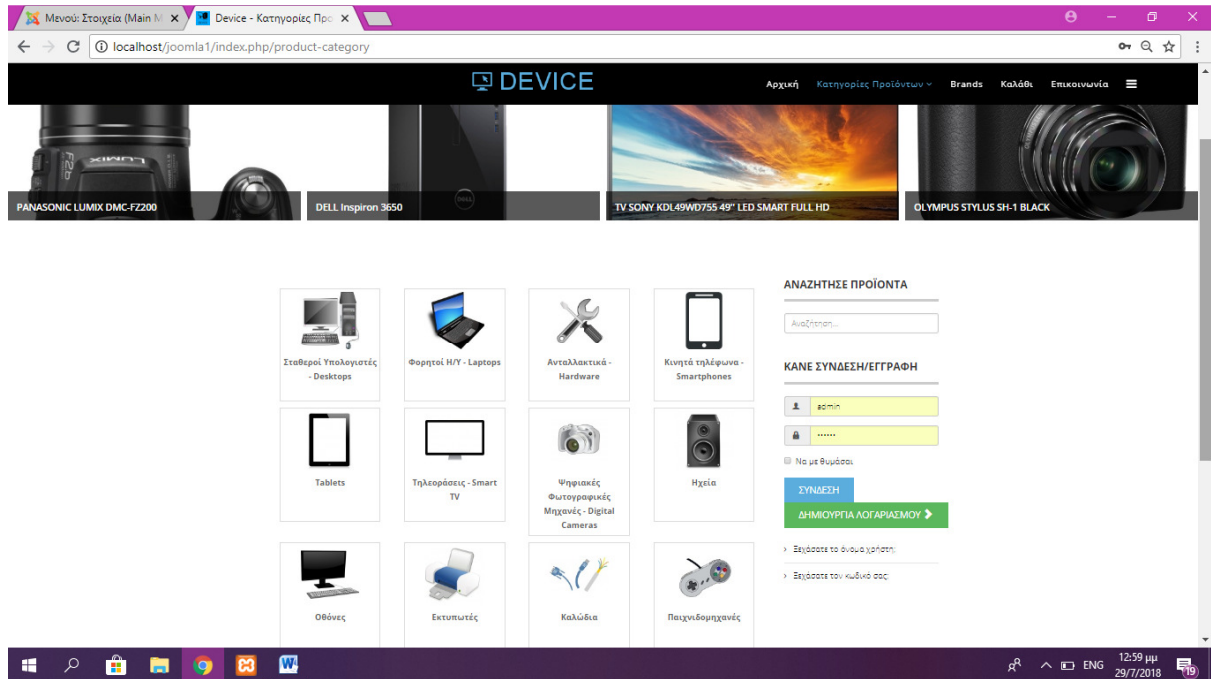 Μενού: Στοιχεία (Main M
Device - Κατηγορίες Προ
localhost/joomla1/index.php/product-category
DEVICE
Αρχική
Κατηγορίες Προϊόντων
Brands
Καλάθι
Επικοινωνία
LUMIX
PANASONIC LUMIX DMC-FZ200
DELL Inspiron 3650
TV SONY KDL49WD755 49" LED SMART FULL HD
OLYMPUS STYLUS SH-1 BLACK
Σταθεροί Υπολογιστές
- Desktops
Φορητοί Η/Υ - Laptops
Ανταλλακτικά -
Hardware
Κινητά τηλέφωνα -
Smartphones
Tablets
Τηλεοράσεις - Smart
TV
Ψηφιακές
Φωτογραφικές
Μηχανές - Digital
Cameras
Ηχεία
Οθόνες
Εκτυπωτές
Καλώδια
Παιχνιδομηχανές
ΑΝΑΖΗΤΗΣΕ ΠΡΟΪΟΝΤΑ
Αναζήτηση...
ΚΑΝΕ ΣΥΝΔΕΣΗ/ΕΓΓΡΑΦΗ
admin
••••••
Να με θυμάσαι
ΣΥΝΔΕΣΗ
ΔΗΜΙΟΥΡΓΙΑ ΛΟΓΑΡΙΑΣΜΟΥ
Ξεχάσατε το όνομα χρήστη;
Ξεχάσατε τον κωδικό σας;
ENG
12:59 μμ
29/7/2018
19